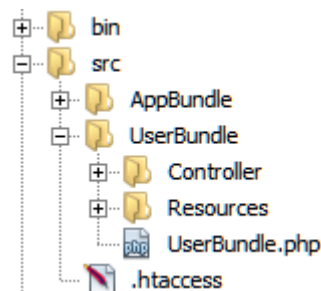 bin
src
AppBundle
UserBundle
Controller
Resources
UserBundle.php
.htaccess